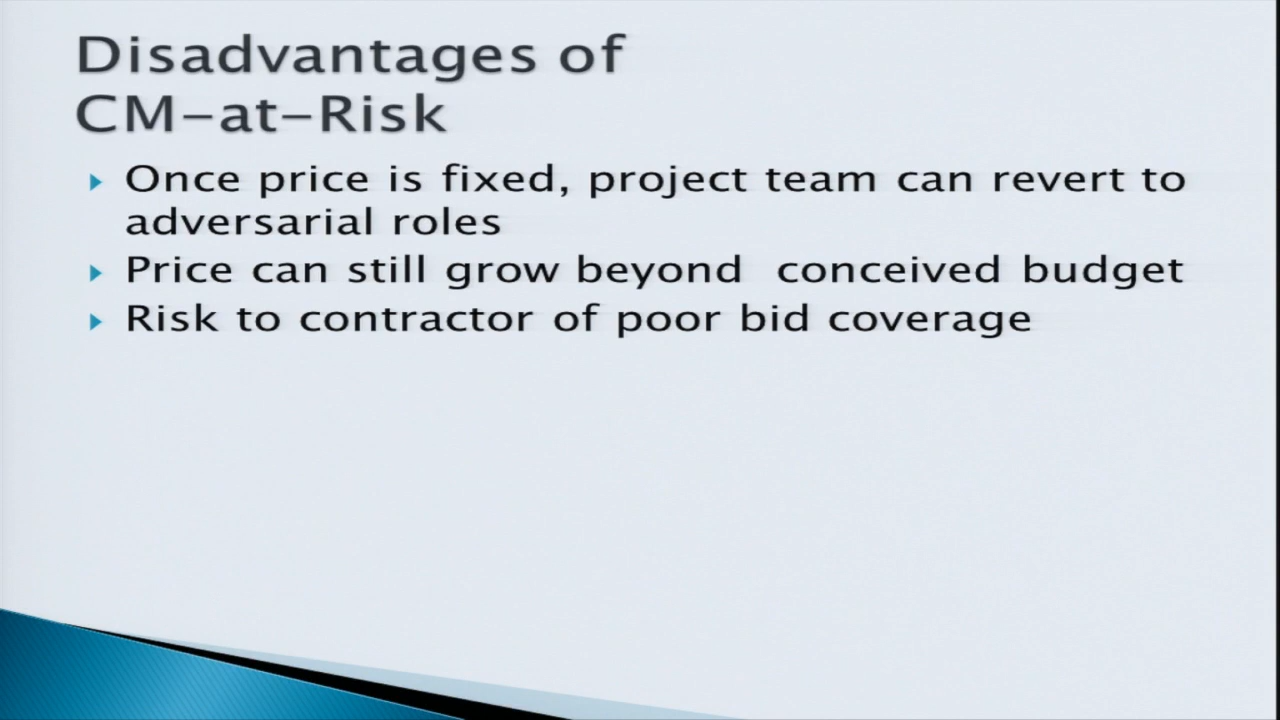 Disadvantages of
CM-at-Risk
Once price is fixed, project team can revert to
adversarial roles
Price can still grow beyond conceived budget
Risk to contractor of poor bid coverage